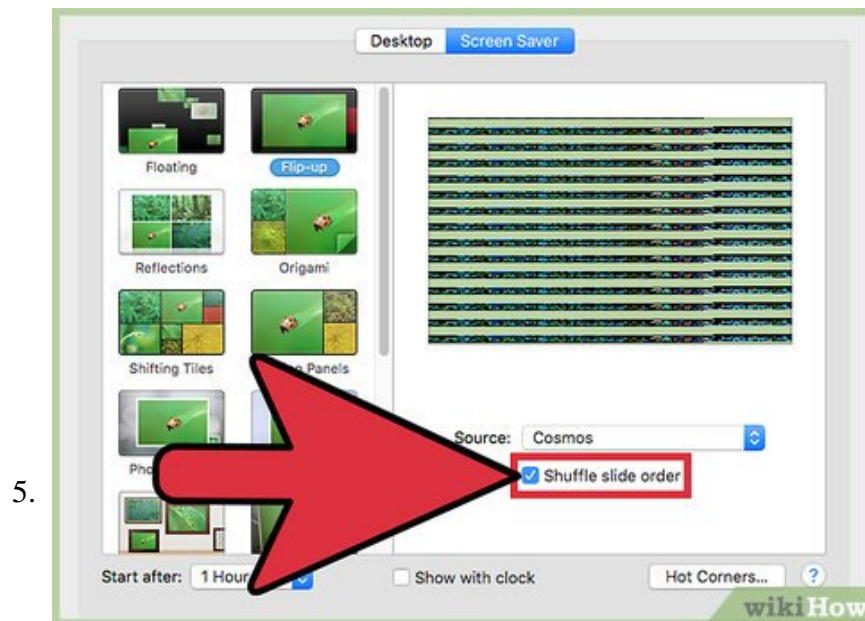 Desktop Screen Saver
Floating Flip-up
Reflections Origami
Shifting Tiles Panels
Source: Cosmos
Shuffle slide order
5.
Start after: 1 Hour Show with clock Hot Corners... ?
wikiHow